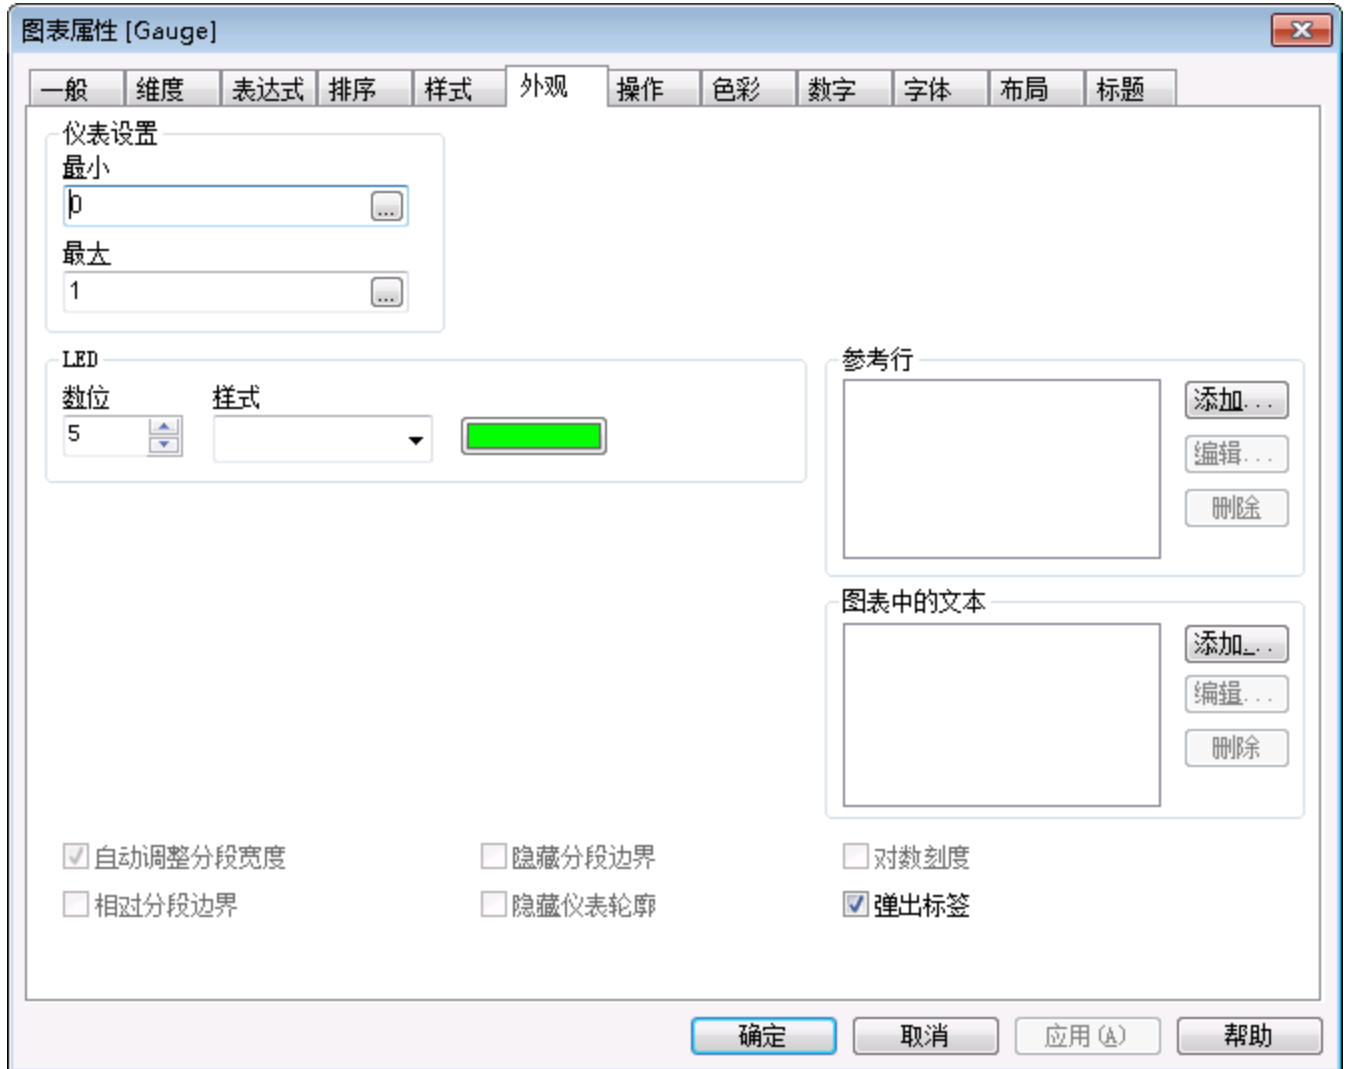 图表属性 [Gauge]
一般 维度 表达式 排序 样式 外观 操作 色彩 数字 字体 布局 标题
仪表设置
最小
0 ...
最大
1 ...
LED
数位 样式
5
参考行
添加...
编辑...
删除
图表中的文本
添加...
编辑...
删除
自动调整分段宽度 隐藏分段边界 对数刻度
相对分段边界 隐藏仪表轮廓 弹出标签
确定 取消 应用(A) 帮助